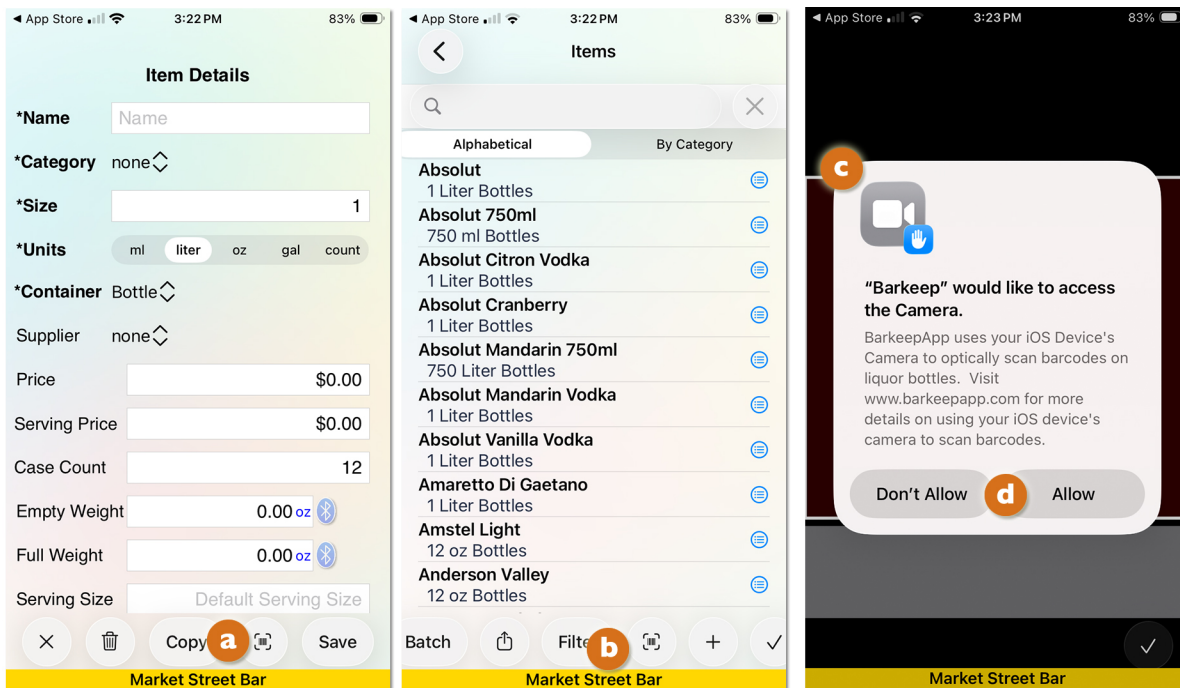 ◀ App Store
3:22 PM
83%
Item Details
*Name
Name
*Category
none
*Size
1
*Units
ml
liter
oz
gal
count
*Container
Bottle
Supplier
none
Price
$0.00
Serving Price
$0.00
Case Count
12
Empty Weight
0.00 oz
Full Weight
0.00 oz
Serving Size
Default Serving Size
Copy
a
Save
Market Street Bar
◀ App Store
3:22 PM
83%
Items
Alphabetical
By Category
Absolut
1 Liter Bottles
Absolut 750ml
750 ml Bottles
Absolut Citron Vodka
1 Liter Bottles
Absolut Cranberry
1 Liter Bottles
Absolut Mandarin 750ml
750 Liter Bottles
Absolut Mandarin Vodka
1 Liter Bottles
Absolut Vanilla Vodka
1 Liter Bottles
Amaretto Di Gaetano
1 Liter Bottles
Amstel Light
12 oz Bottles
Anderson Valley
12 oz Bottles
Batch
Filte
b
Market Street Bar
◀ App Store
3:23 PM
83%
c
“Barkeep” would like to access
the Camera.
BarkeepApp uses your iOS Device's
Camera to optically scan barcodes on
liquor bottles.  Visit
www.barkeepapp.com for more
details on using your iOS device's
camera to scan barcodes.
Don’t Allow
d
Allow
Market Street Bar